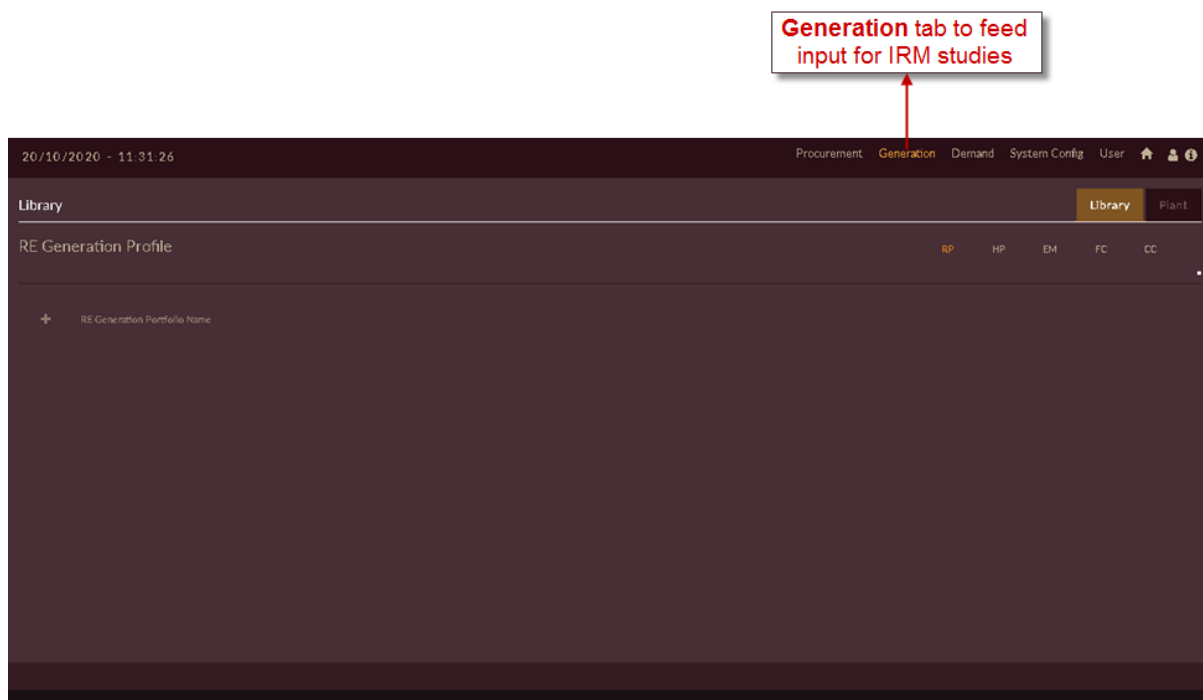 Generation tab to feed
input for IRM studies
20/10/2020 - 11:31:26
Procurement Generation Demand System Config User
Library
Library Plant
RE Generation Profile
RP HP EM FC CC
RE Generation Portfolio Name